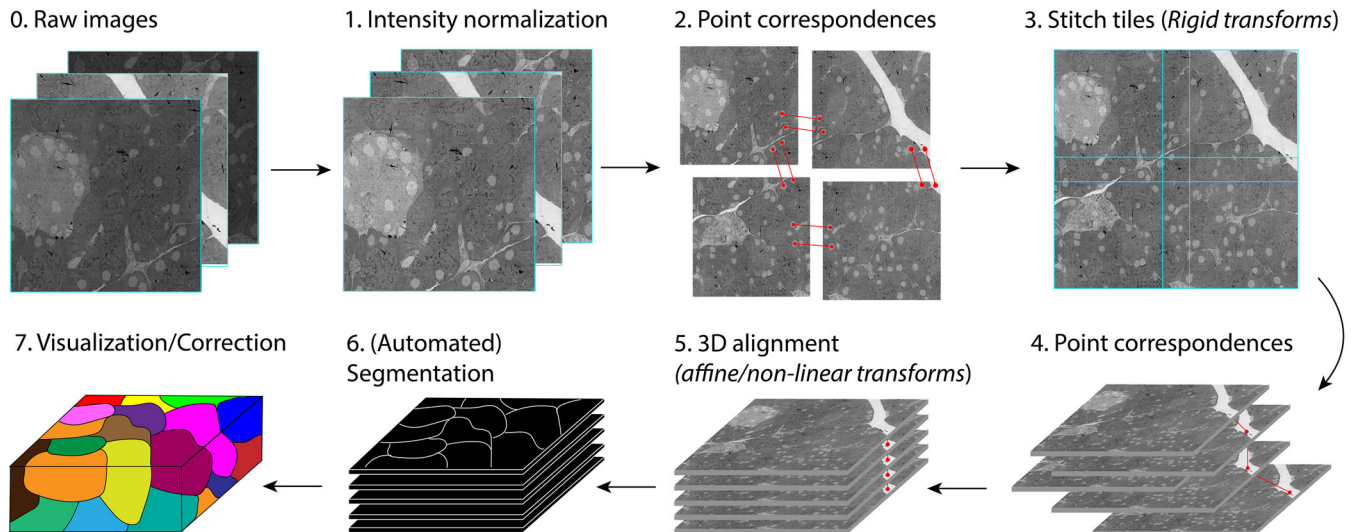 0. Raw images
1. Intensity normalization
2. Point correspondences
3. Stitch tiles (Rigid transforms)
7. Visualization/Correction
6. (Automated)
Segmentation
5. 3D alignment
(affine/non-linear transforms)
4. Point correspondences